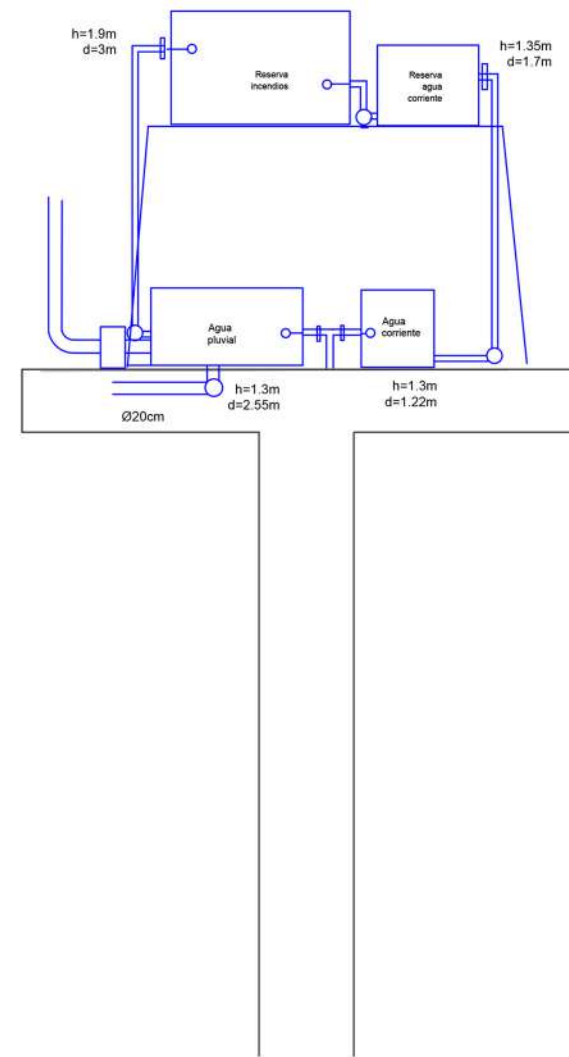 h=1.9m
d=3m
Reserva
incendios
Reserva
agua
corriente
h=1.35m
d=1.7m
Agua
pluvial
Agua
corriente
h=1.3m
d=2.55m
h=1.3m
d=1.22m
Ø20cm